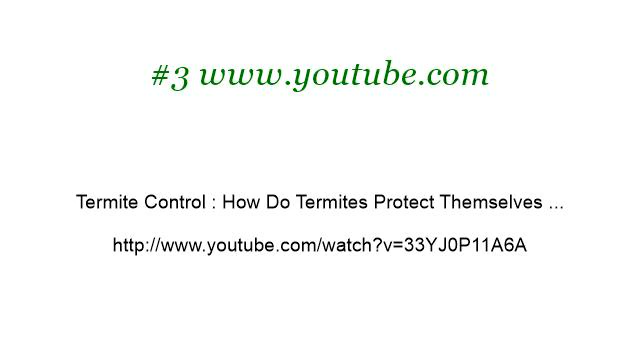 #3 www.youtube.com
Termite Control : How Do Termites Protect Themselves ...
http://www.youtube.com/watch?v=33YJ0P11A6A